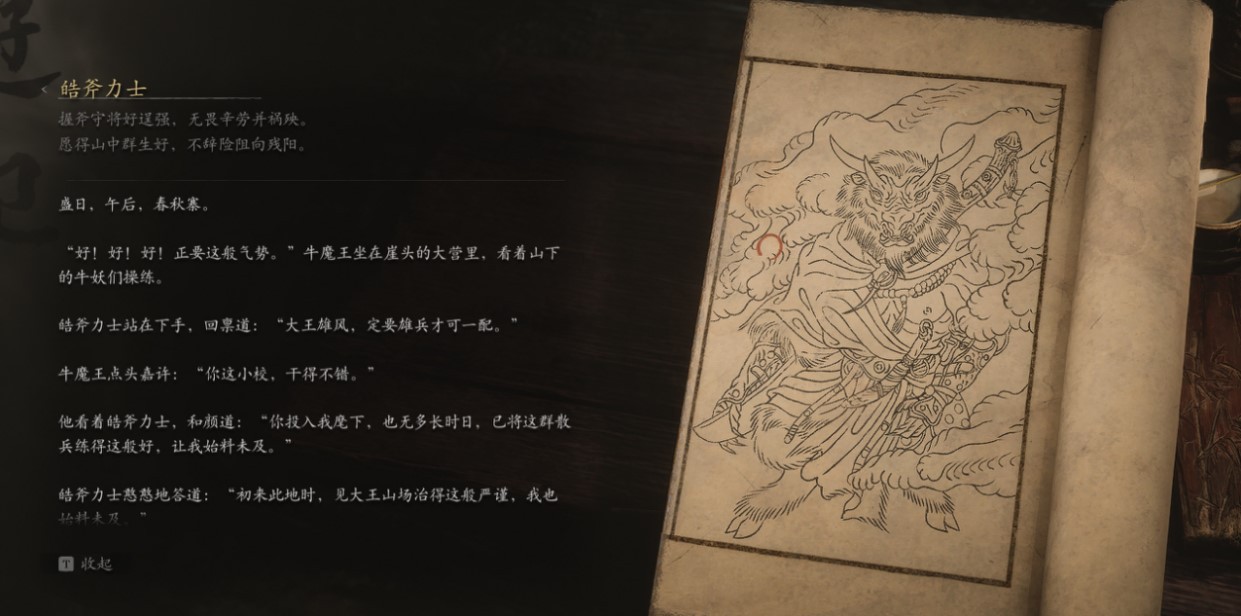 皓斧力士
握斧守将好逞强，无畏辛劳并祸殃。
愿得山中群生好，不辞险阻向残阳。
盛日，午后，春秋寨。
“好！好！好！正要这般气势。”牛魔王坐在崖头的大营里，看着山下
的牛妖们操练。
皓斧力士站在下手，回禀道：“大王雄风，定要雄兵才可一配。”
牛魔王点头嘉许：“你这小校，干得不错。”
他看着皓斧力士，和颜道：“你投入我麾下，也无多长时日，已将这群散
兵练得这般好，让我始料未及。”
皓斧力士憨憨地答道：“初来此地时，见大王山场治得这般严谨，我也
始料未及。”
T 收起